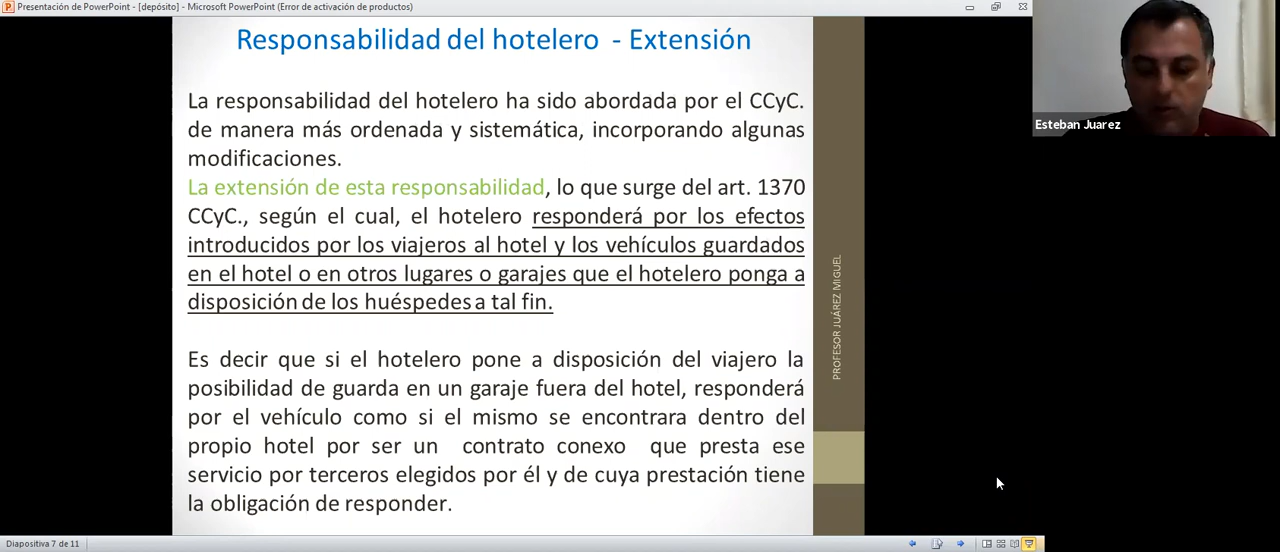 Presentación de PowerPoint - [depósito] - Microsoft PowerPoint (Error de activación de productos)
Responsabilidad del hotelero - Extensión
La responsabilidad del hotelero ha sido abordada por el CCyC.
de manera más ordenada y sistemática, incorporando algunas
modificaciones.
La extensión de esta responsabilidad, lo que surge del art. 1370
CCyC., según el cual, el hotelero responderá por los efectos
introducidos por los viajeros al hotel y los vehículos guardados
en el hotel o en otros lugares o garajes que el hotelero ponga a
disposición de los huéspedes a tal fin.
Es decir que si el hotelero pone a disposición del viajero la
posibilidad de guarda en un garaje fuera del hotel, responderá
por el vehículo como si el mismo se encontrara dentro del
propio hotel por ser un contrato conexo que presta ese
servicio por terceros elegidos por él y de cuya prestación tiene
la obligación de responder.
PROFESOR JUÁREZ MIGUEL
Esteban Juarez
Diapositiva 7 de 11